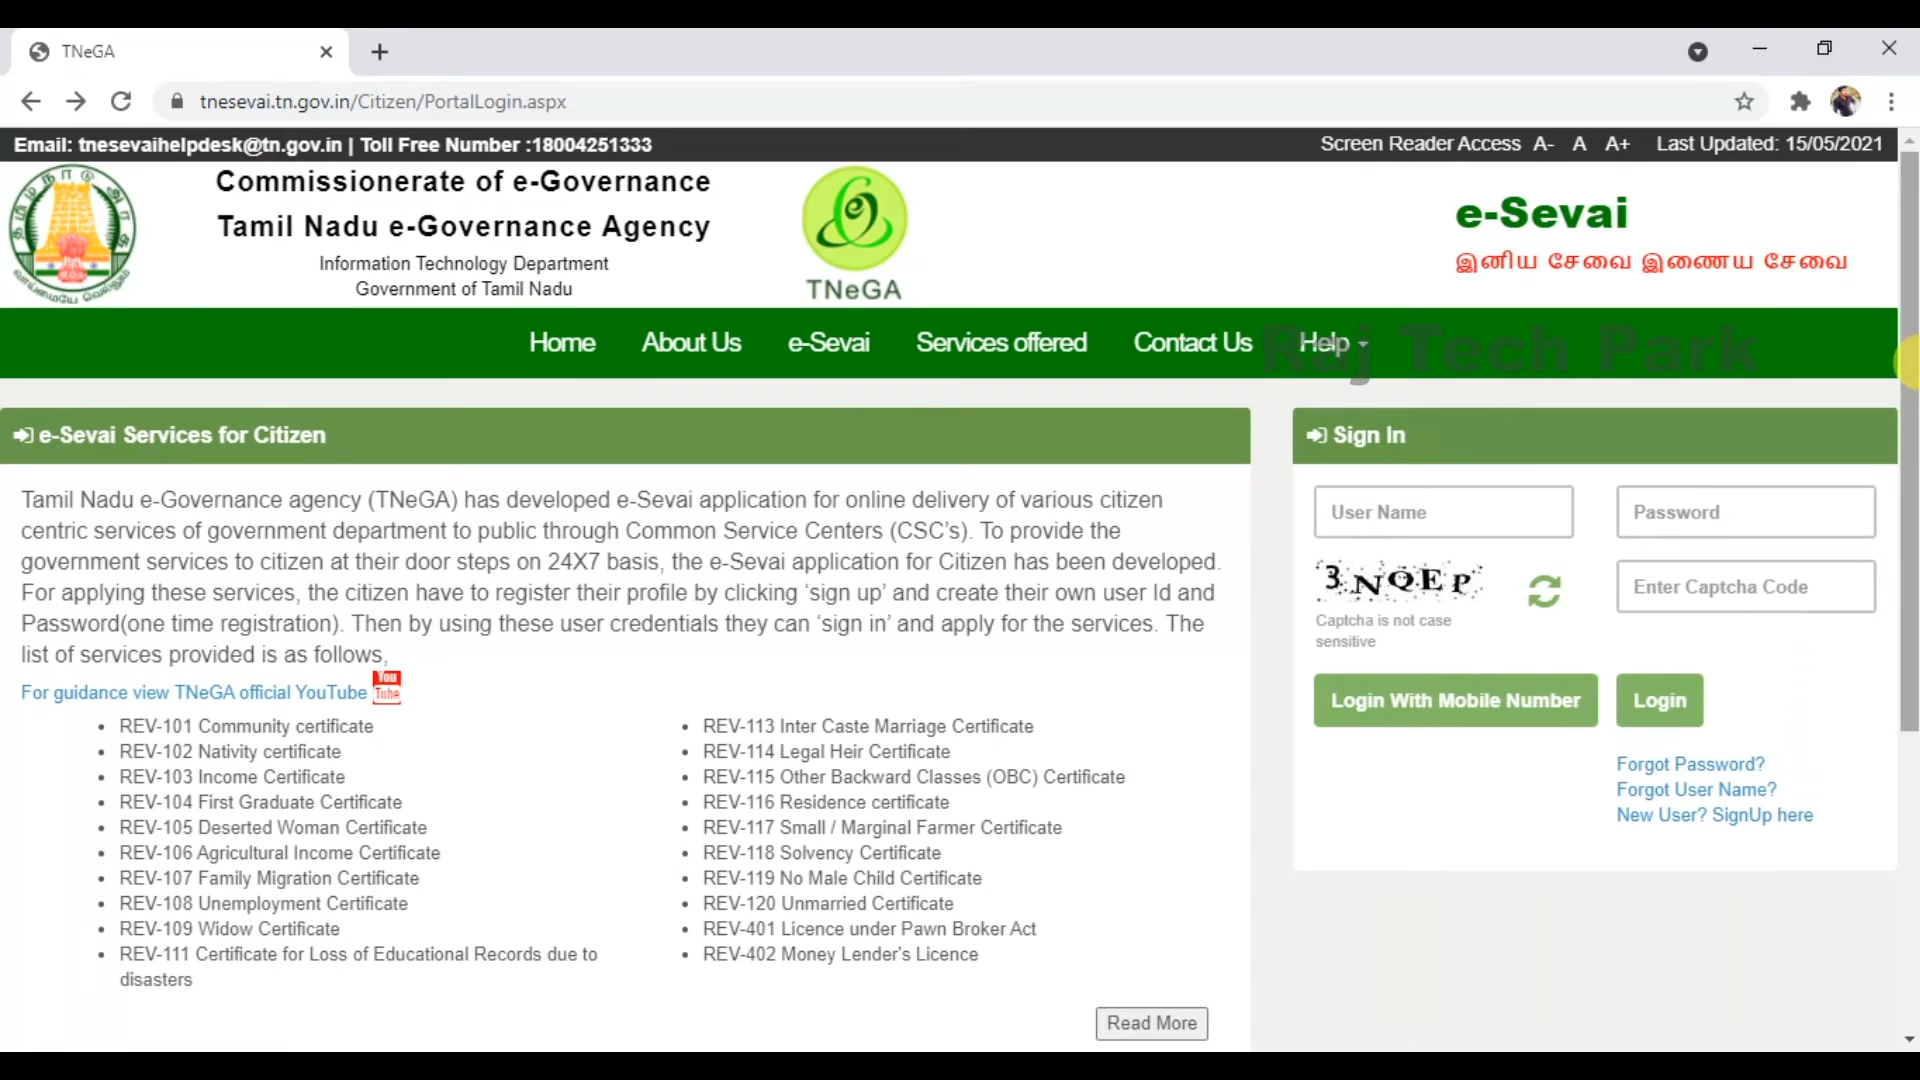 TNeGA
tnesevai.tn.gov.in/Citizen/PortalLogin.aspx
Email: tnesevaihelpdesk@tn.gov.in | Toll Free Number :18004251333
Screen Reader Access A- A A+ Last Updated: 15/05/2021
Commissionerate of e-Governance
Tamil Nadu e-Governance Agency
Information Technology Department
Government of Tamil Nadu
TNeGA
e-Sevai
இனிய சேவை இணைய சேவை
Home About Us e-Sevai Services offered Contact Us Help
Raj Tech Park
e-Sevai Services for Citizen
Tamil Nadu e-Governance agency (TNeGA) has developed e-Sevai application for online delivery of various citizen
centric services of government department to public through Common Service Centers (CSC's). To provide the
government services to citizen at their door steps on 24X7 basis, the e-Sevai application for Citizen has been developed.
For applying these services, the citizen have to register their profile by clicking ‘sign up’ and create their own user Id and
Password(one time registration). Then by using these user credentials they can ‘sign in’ and apply for the services. The
list of services provided is as follows,
For guidance view TNeGA official YouTube
You
Tube
REV-101 Community certificate
REV-102 Nativity certificate
REV-103 Income Certificate
REV-104 First Graduate Certificate
REV-105 Deserted Woman Certificate
REV-106 Agricultural Income Certificate
REV-107 Family Migration Certificate
REV-108 Unemployment Certificate
REV-109 Widow Certificate
REV-111 Certificate for Loss of Educational Records due to
disasters
REV-113 Inter Caste Marriage Certificate
REV-114 Legal Heir Certificate
REV-115 Other Backward Classes (OBC) Certificate
REV-116 Residence certificate
REV-117 Small / Marginal Farmer Certificate
REV-118 Solvency Certificate
REV-119 No Male Child Certificate
REV-120 Unmarried Certificate
REV-401 Licence under Pawn Broker Act
REV-402 Money Lender's Licence
Read More
Sign In
User Name
Password
3NQEP
Enter Captcha Code
Captcha is not case
sensitive
Login With Mobile Number
Login
Forgot Password?
Forgot User Name?
New User? SignUp here